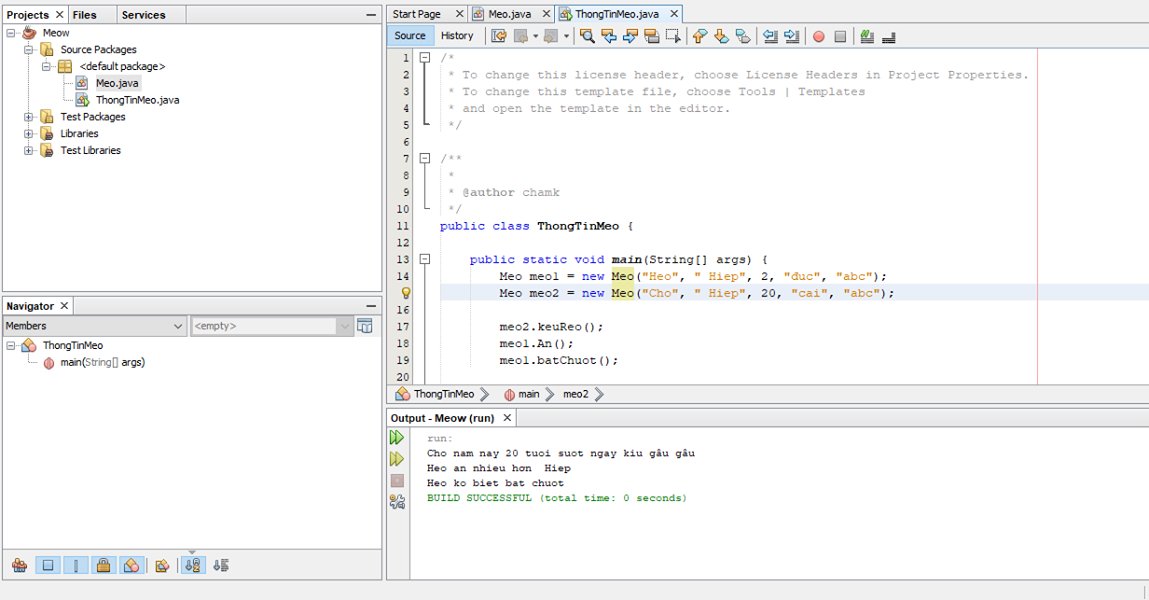 Projects Files Services
Meow
Source Packages
<default package>
Meo.java
ThongTinMeo.java
Test Packages
Libraries
Test Libraries
Navigator
Members <empty>
ThongTinMeo
main(String[] args)
Start Page Meo.java ThongTinMeo.java
Source History
1 /*
2 * To change this license header, choose License Headers in Project Properties.
3 * To change this template file, choose Tools | Templates
4 * and open the template in the editor.
5 */
6
7 /**
8 *
9 * @author chamk
10 */
11 public class ThongTinMeo {
12
13 public static void main(String[] args) {
14 Meo meo1 = new Meo("Heo", " Hiep", 2, "đuc", "abc");
Meo meo2 = new Meo("Cho", " Hiep", 20, "cai", "abc");
16
17 meo2.keuReo();
18 meo1.An();
19 meo1.batChuot();
20
ThongTinMeo main meo2
Output - Meow (run)
run:
Cho nam nay 20 tuoi suot ngay kiu gâu gâu
Heo an nhieu hơn  Hiep
Heo ko biet bat chuot
BUILD SUCCESSFUL (total time: 0 seconds)